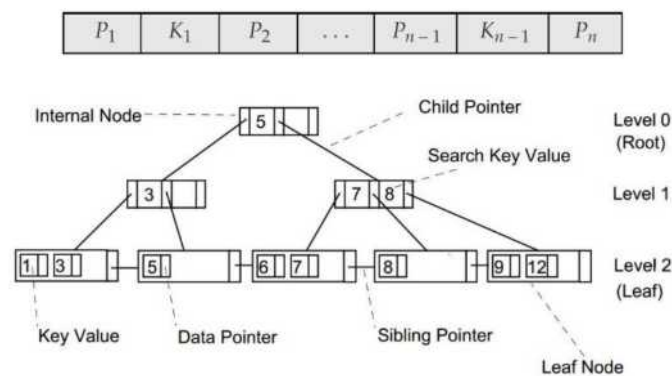 P1 K1 P2 ... Pn−1 Kn−1 Pn
Internal Node
5
Child Pointer
Level 0
(Root)
Search Key Value
3
7 8
Level 1
1 3
5
6 7
8
9 12
Level 2
(Leaf)
Key Value
Data Pointer
Sibling Pointer
Leaf Node